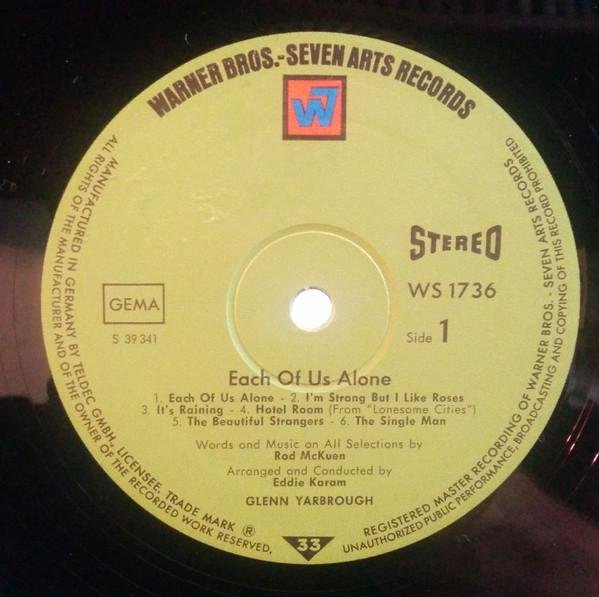 WARNER BROS.-SEVEN ARTS RECORDS
W7
STEREO
WS 1736
Side 1
GEMA
S 39 341
Each Of Us Alone
1. Each Of Us Alone - 2. I'm Strong But I Like Roses
3. It's Raining - 4. Hotel Room (From "Lonesome Cities")
5. The Beautiful Strangers - 6. The Single Man
Words and Music on All Selections by
Rod McKuen
Arranged and Conducted by
Eddie Karam
GLENN YARBROUGH
33
MANUFACTURED IN GERMANY BY TELDEC GMBH., LICENSEE, TRADE MARK ®
ALL RIGHTS OF THE MANUFACTURER AND OF THE OWNER OF THE RECORDED WORK RESERVED,
REGISTERED MASTER RECORDING OF WARNER BROS. - SEVEN ARTS RECORDS
UNAUTHORIZED PUBLIC PERFORMANCE, BROADCASTING AND COPYING OF THIS RECORD PROHIBITED